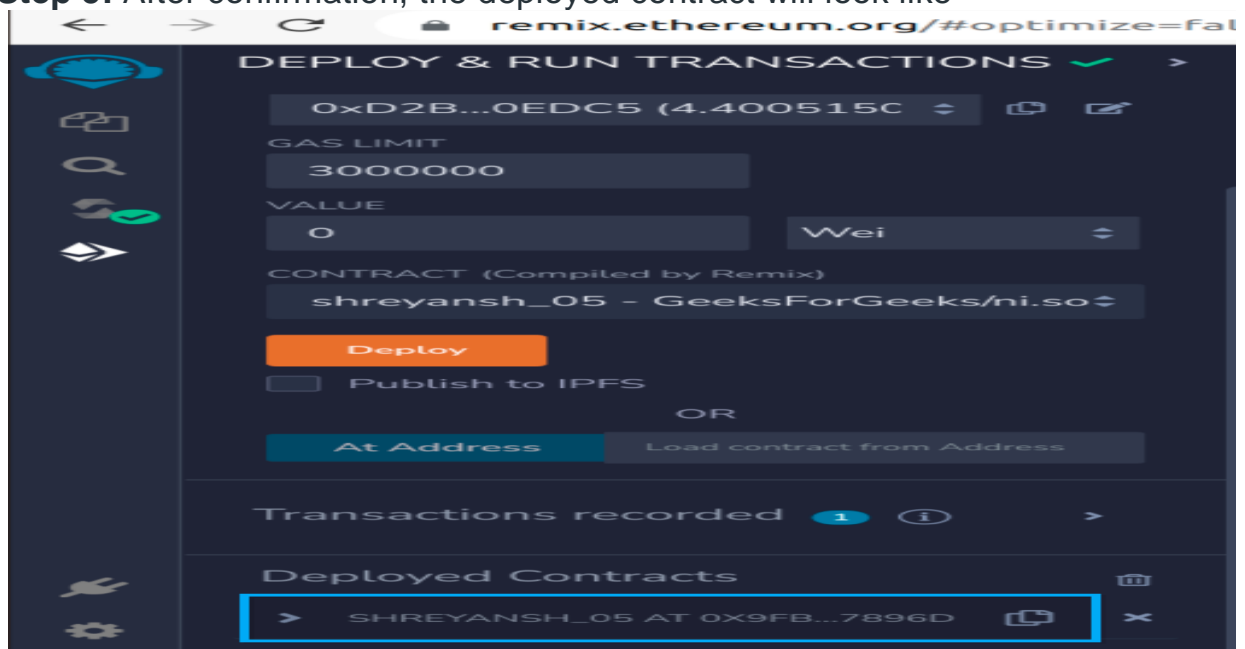 After confirmation, the deployed contract will look like
remix.ethereum.org/#optimize=fal
DEPLOY & RUN TRANSACTIONS
0xD2B...0EDC5 (4.400515C
GAS LIMIT
3000000
VALUE
0
Wei
CONTRACT (Compiled by Remix)
shreyansh_05 - GeeksForGeeks/ni.so
Deploy
Publish to IPFS
OR
At Address
Load contract from Address
Transactions recorded 1 i
Deployed Contracts
SHREYANSH_05 AT 0X9FB...7896D